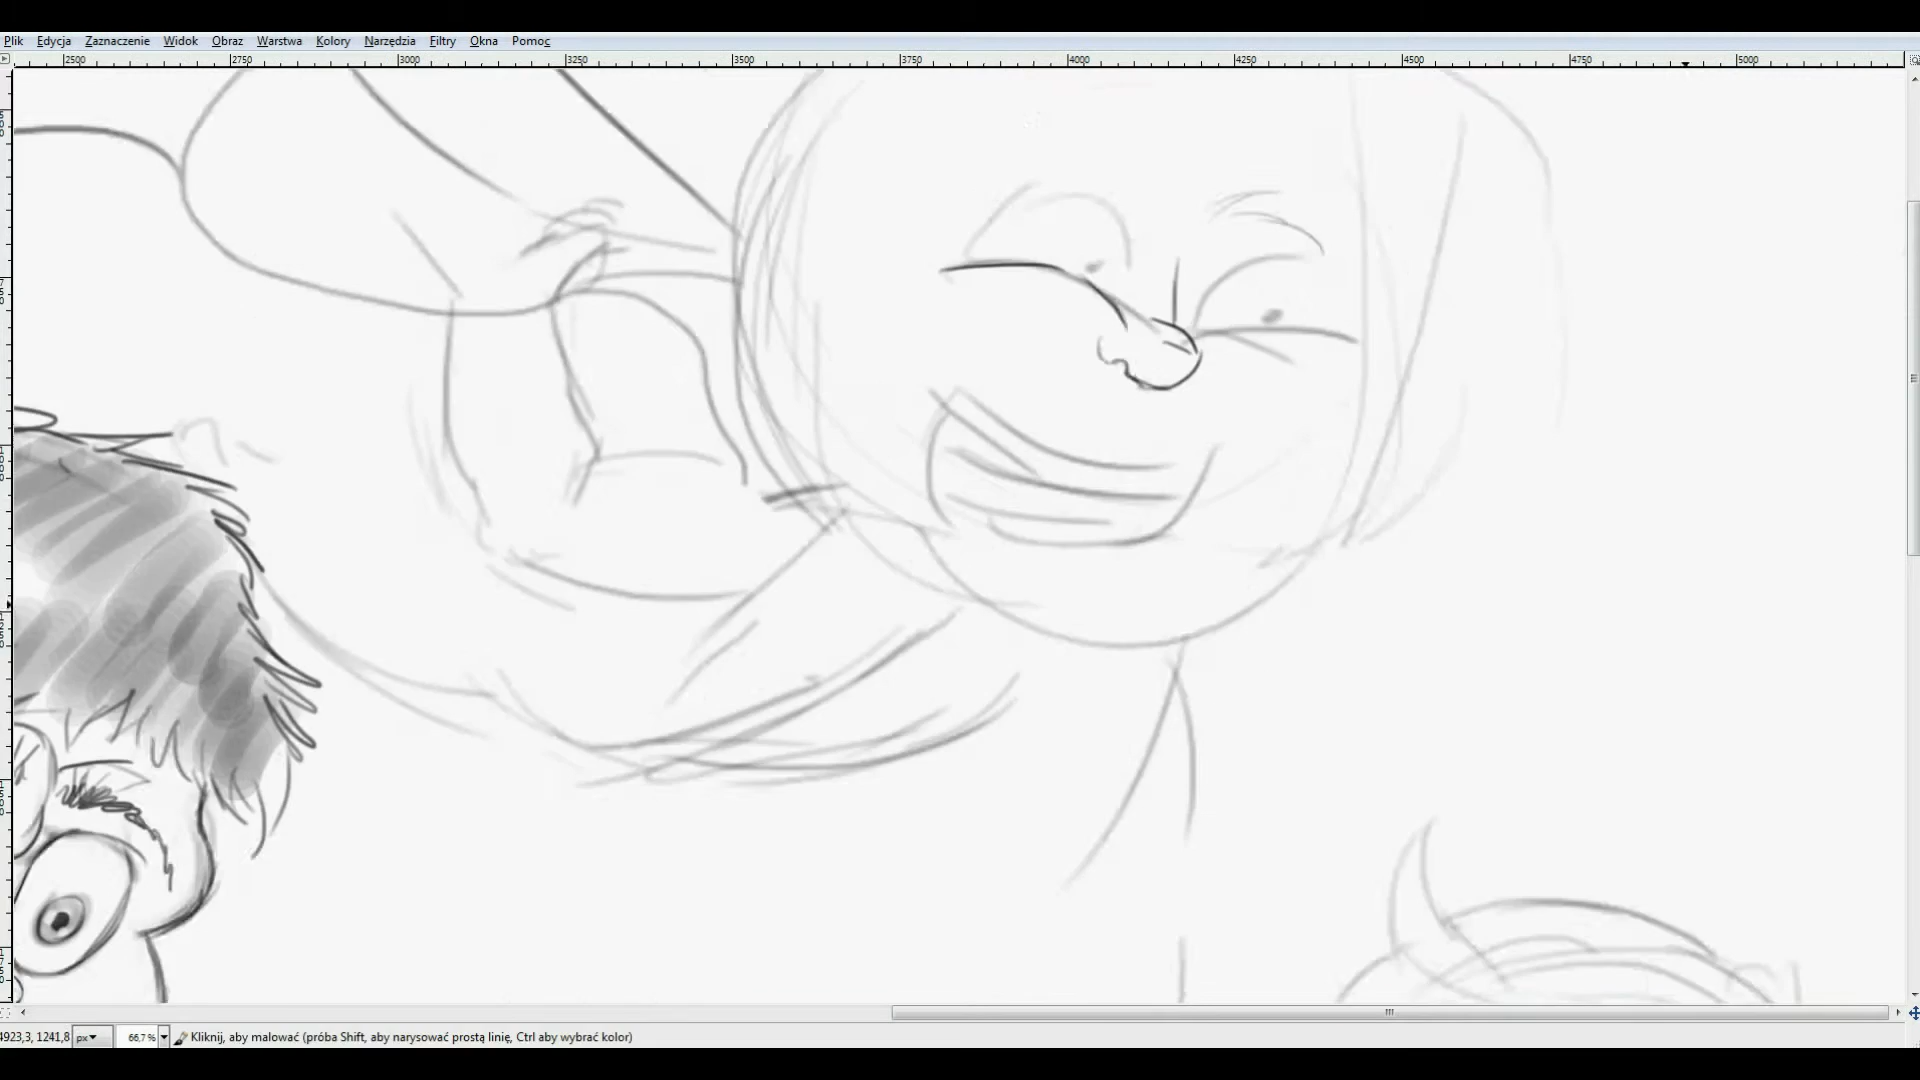 Plik Edycja Zaznaczenie Widok Obraz Warstwa Kolory Narzędzia Filtry Okna Pomoc
2500 2750 3000 3250 3500 3750 4000 4250 4500 4750 5000
4923,3, 1241,8 px 66,7 % Kliknij, aby malować (próba Shift, aby narysować prostą linię, Ctrl aby wybrać kolor)